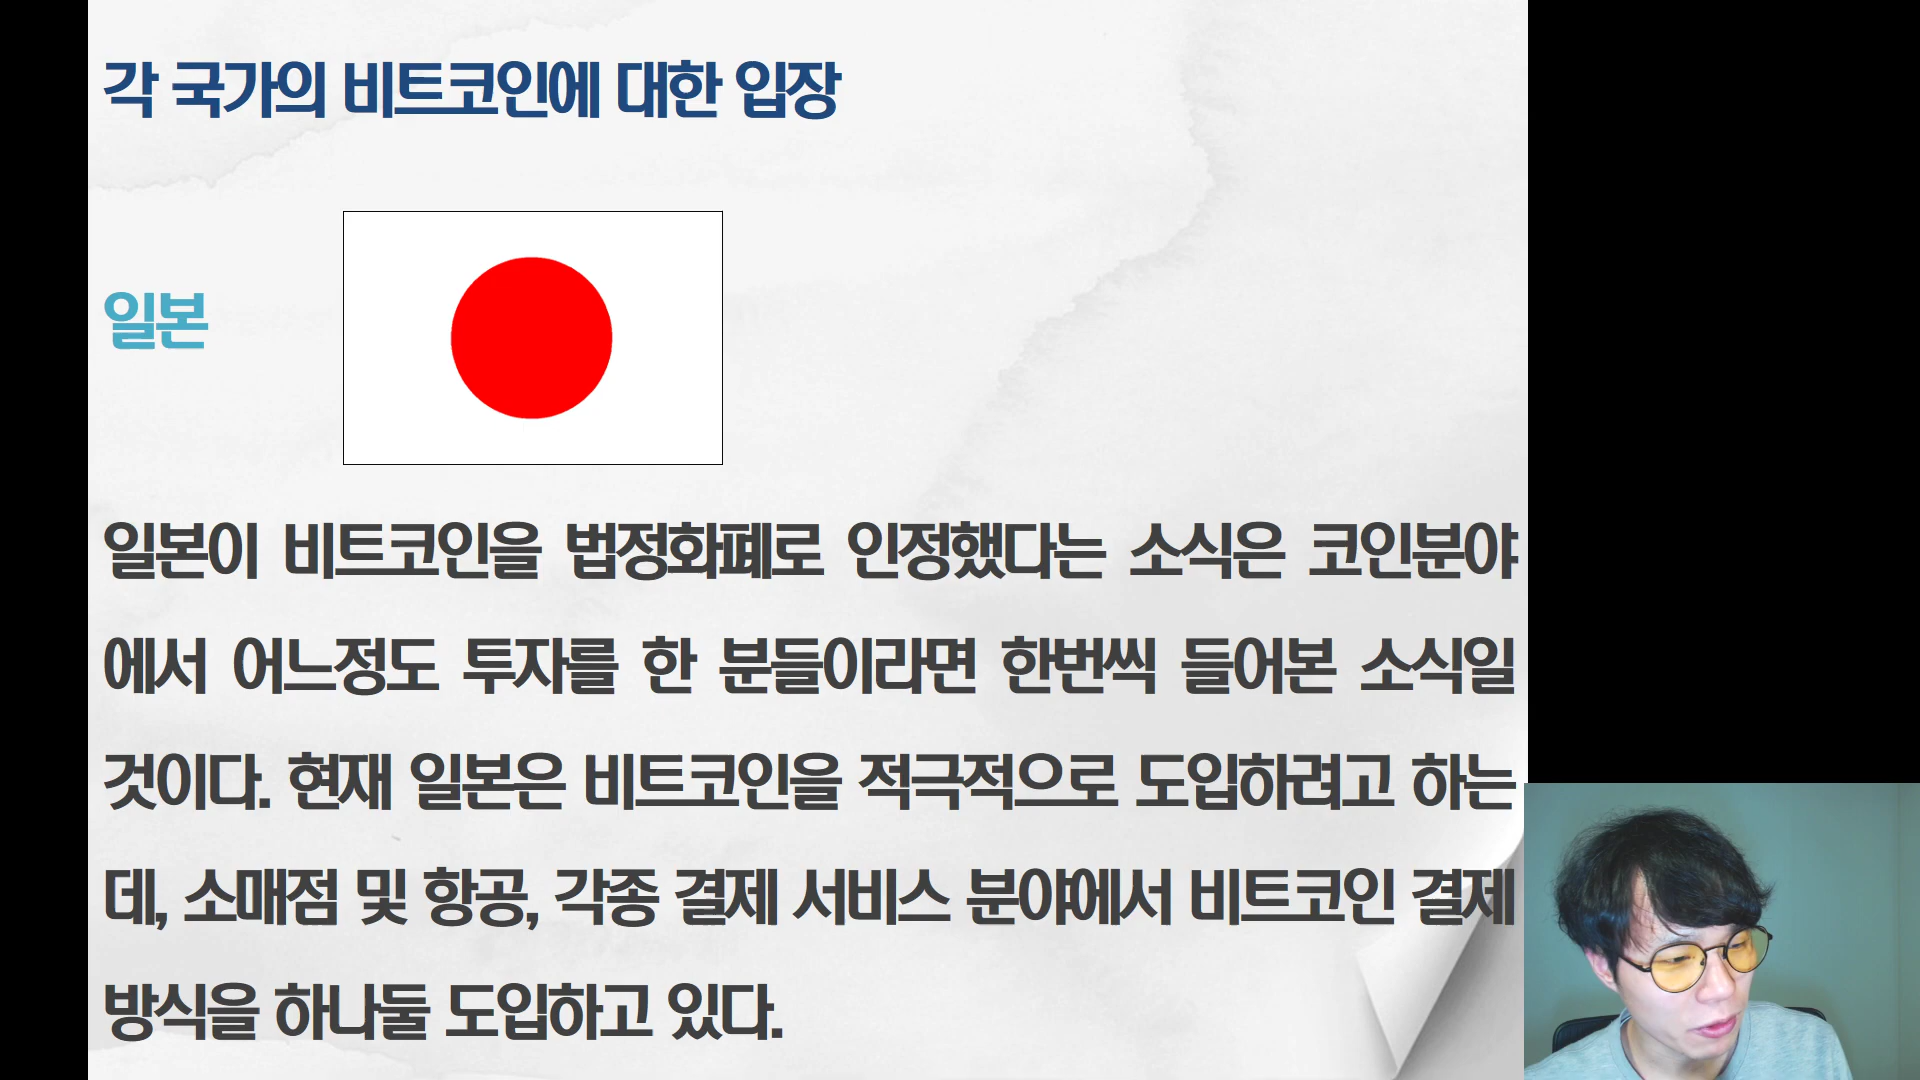 각 국가의 비트코인에 대한 입장
일본
일본이 비트코인을 법정화폐로 인정했다는 소식은 코인분야
에서 어느정도 투자를 한 분들이라면 한번씩 들어본 소식일
것이다. 현재 일본은 비트코인을 적극적으로 도입하려고 하는
데, 소매점 및 항공, 각종 결제 서비스 분야에서 비트코인 결제
방식을 하나둘 도입하고 있다.